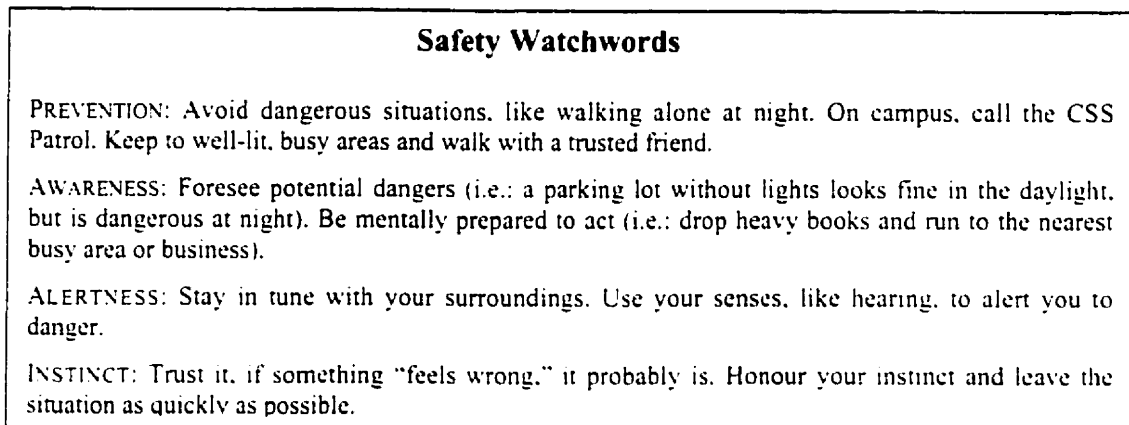 Safety Watchwords
PREVENTION: Avoid dangerous situations, like walking alone at night. On campus, call the CSS
Patrol. Keep to well-lit, busy areas and walk with a trusted friend.
AWARENESS: Foresee potential dangers (i.e.: a parking lot without lights looks fine in the daylight,
but is dangerous at night). Be mentally prepared to act (i.e.: drop heavy books and run to the nearest
busy area or business).
ALERTNESS: Stay in tune with your surroundings. Use your senses, like hearing, to alert you to
danger.
INSTINCT: Trust it, if something "feels wrong," it probably is. Honour your instinct and leave the
situation as quickly as possible.